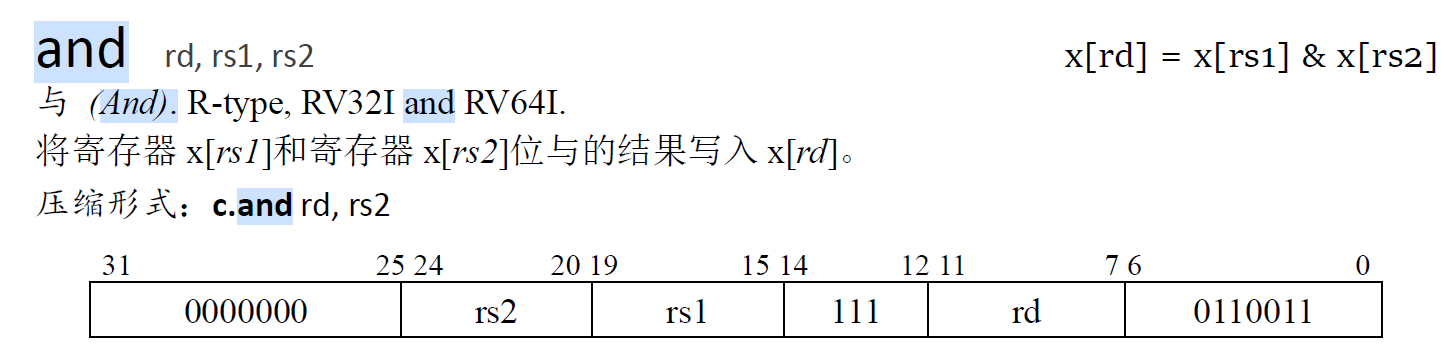 and rd, rs1, rs2 x[rd] = x[rs1] & x[rs2]
与 (And). R-type, RV32I and RV64I.
将寄存器 x[rs1]和寄存器 x[rs2]位与的结果写入 x[rd]。
压缩形式：c.and rd, rs2
31 25 24 20 19 15 14 12 11 7 6 0
0000000 rs2 rs1 111 rd 0110011